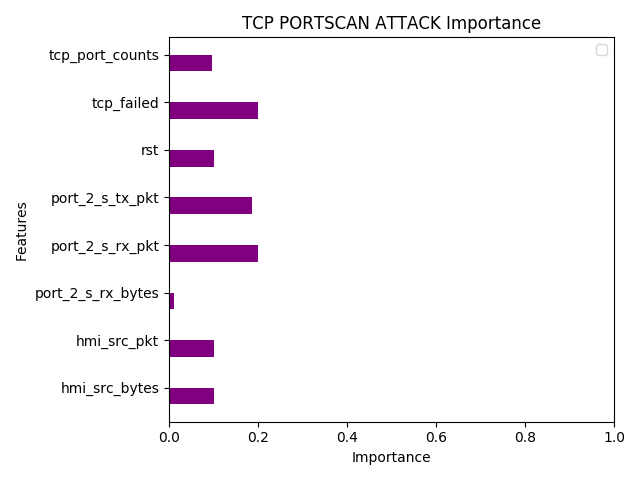 TCP PORTSCAN ATTACK Importance
tcp_port_counts
tcp_failed
rst
port_2_s_tx_pkt
port_2_s_rx_pkt
port_2_s_rx_bytes
hmi_src_pkt
hmi_src_bytes
Features
0.0 0.2 0.4 0.6 0.8 1.0
Importance